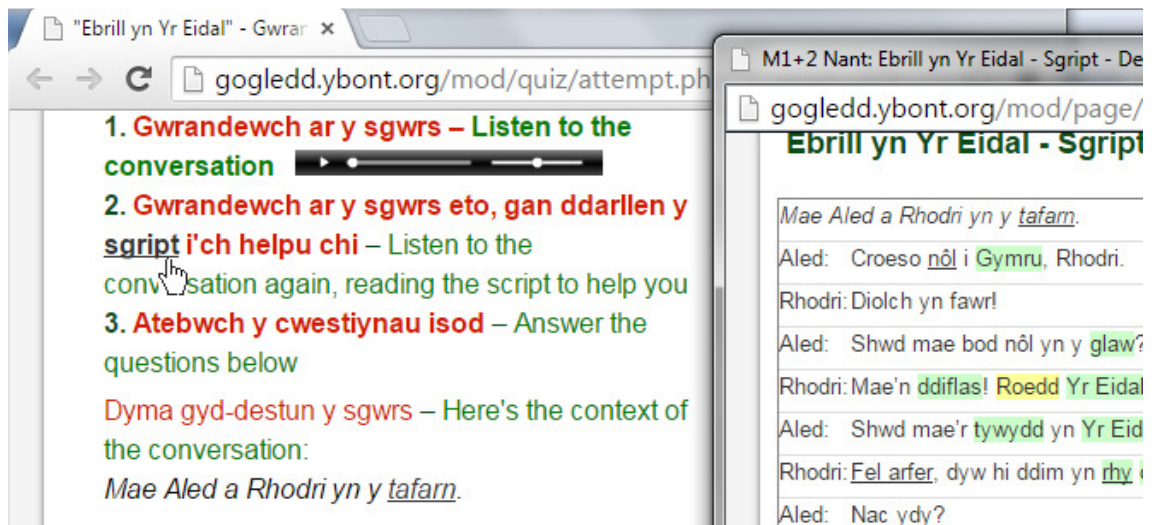 "Ebrill yn Yr Eidal" - Gwrar
gogledd.ybont.org/mod/quiz/attempt.ph
1. Gwrandewch ar y sgwrs – Listen to the
conversation
2. Gwrandewch ar y sgwrs eto, gan ddarllen y
sgript i'ch helpu chi – Listen to the
conversation again, reading the script to help you
3. Atebwch y cwestiynau isod – Answer the
questions below
Dyma gyd-destun y sgwrs – Here's the context of
the conversation:
Mae Aled a Rhodri yn y tafarn.
M1+2 Nant: Ebrill yn Yr Eidal - Sgript - De
gogledd.ybont.org/mod/page/
Ebrill yn Yr Eidal - Sgript
Mae Aled a Rhodri yn y tafarn.
Aled: Croeso nôl i Gymru, Rhodri.
Rhodri: Diolch yn fawr!
Aled: Shwd mae bod nôl yn y glaw?
Rhodri: Mae'n ddiflas! Roedd Yr Eidal
Aled: Shwd mae'r tywydd yn Yr Eid
Rhodri: Fel arfer, dyw hi ddim yn rhy
Aled: Nac ydy?